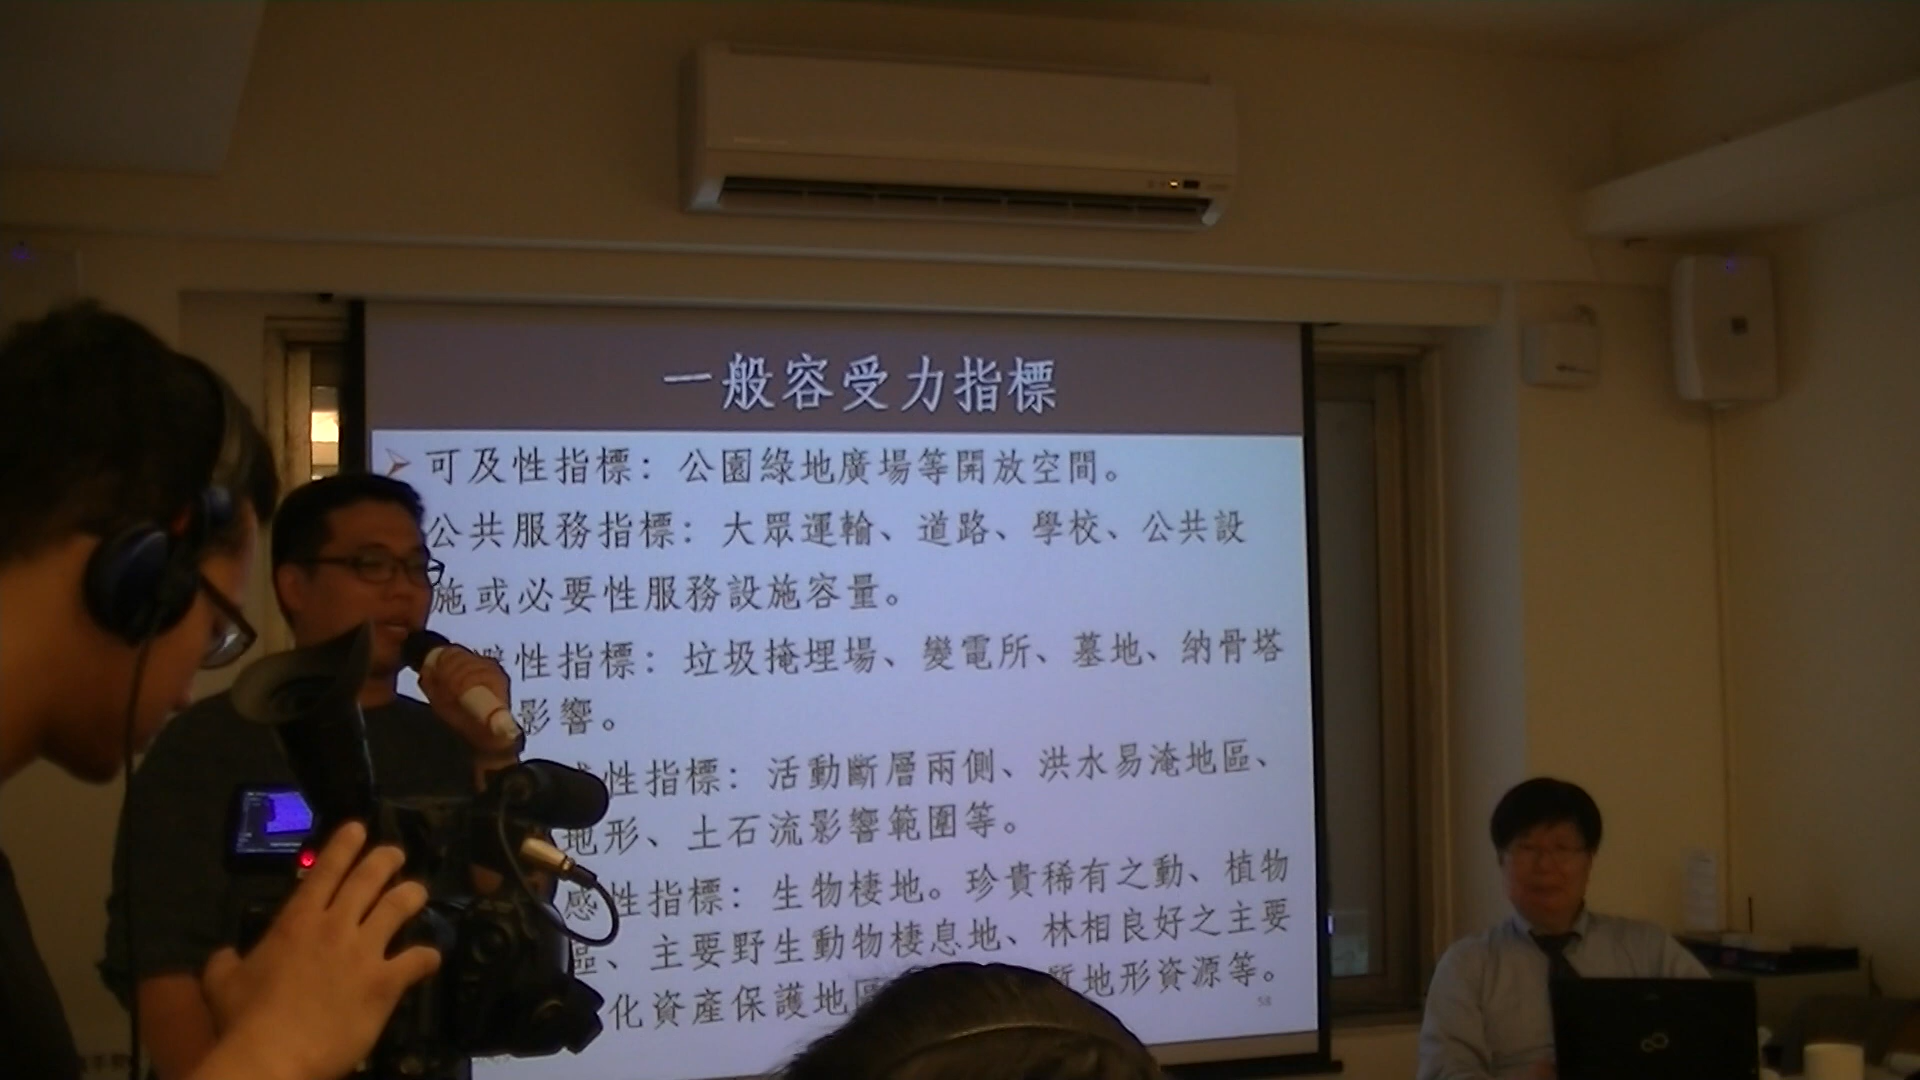 一般容受力指標
可及性指標：公園綠地廣場等開放空間。
公共服務指標：大眾運輸、道路、學校、公共設
施或必要性服務設施容量。
避性指標：垃圾掩埋場、變電所、墓地、納骨塔
影響。
性指標：活動斷層兩側、洪水易淹地區、
地形、土石流影響範圍等。
感性指標：生物棲地。珍貴稀有之動、植物
區、主要野生動物棲息地、林相良好之主要
化資產保護地 質地形資源等。
58